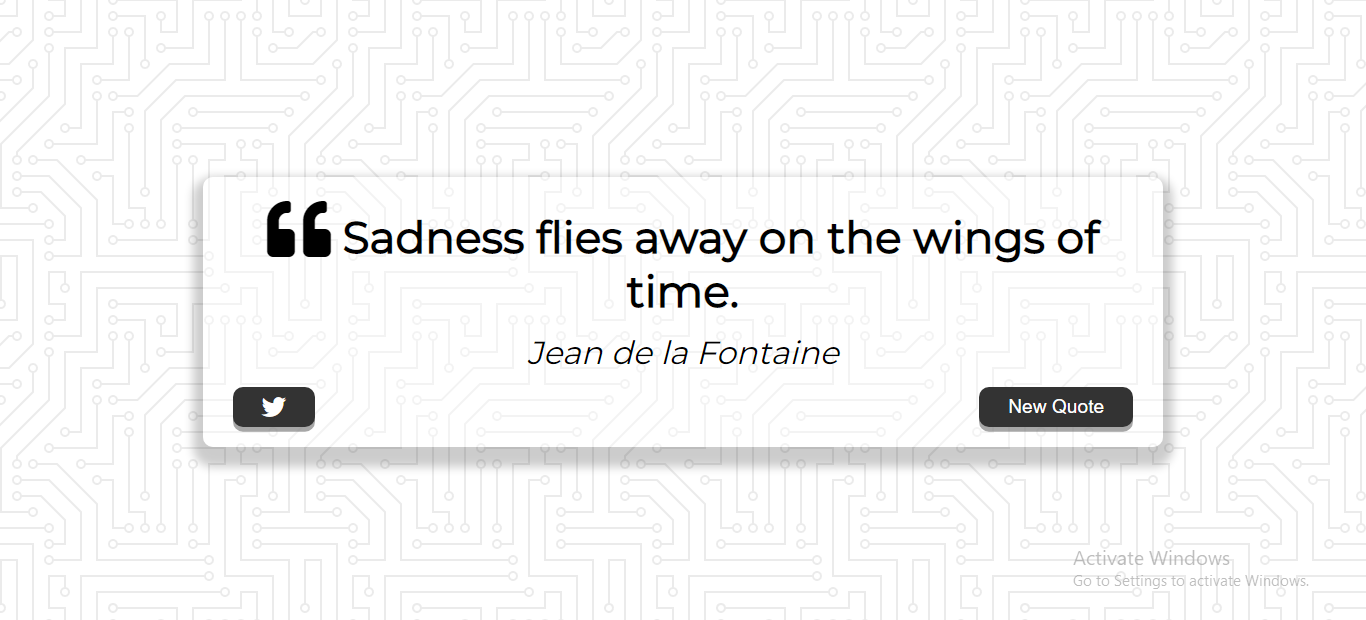 Sadness flies away on the wings of
time.
Jean de la Fontaine
New Quote
Activate Windows
Go to Settings to activate Windows.